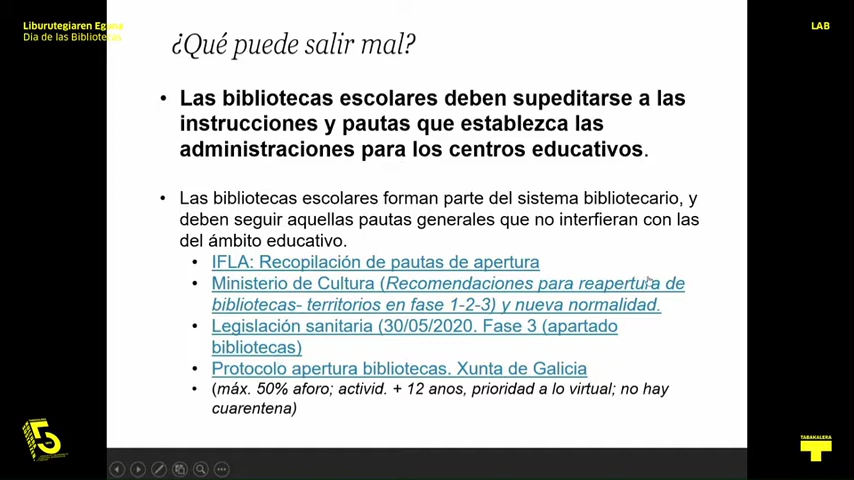 Liburutegiaren Eguna
Día de las Bibliotecas
LAB
¿Qué puede salir mal?
• Las bibliotecas escolares deben supeditarse a las
instrucciones y pautas que establezca las
administraciones para los centros educativos.
• Las bibliotecas escolares forman parte del sistema bibliotecario, y
deben seguir aquellas pautas generales que no interfieran con las
del ámbito educativo.
• IFLA: Recopilación de pautas de apertura
• Ministerio de Cultura (Recomendaciones para reapertura de
bibliotecas- territorios en fase 1-2-3) y nueva normalidad.
• Legislación sanitaria (30/05/2020. Fase 3 (apartado
bibliotecas)
• Protocolo apertura bibliotecas. Xunta de Galicia
• (máx. 50% aforo; activid. + 12 anos, prioridad a lo virtual; no hay
cuarentena)
5
TABAKALERA